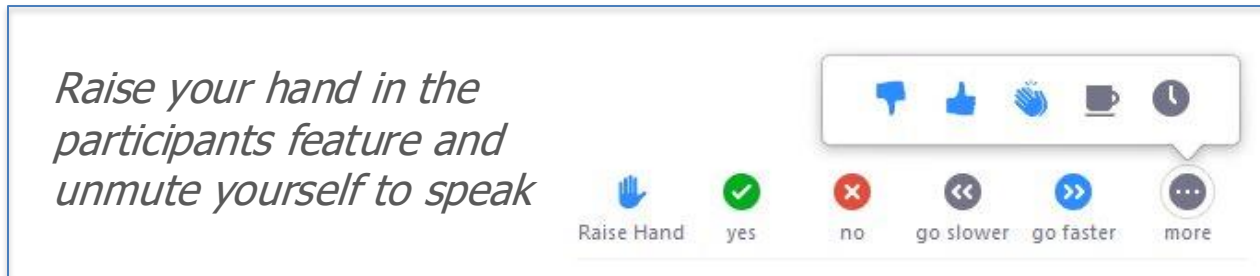 Raise your hand in the
participants feature and
unmute yourself to speak
Raise Hand yes no go slower go faster more